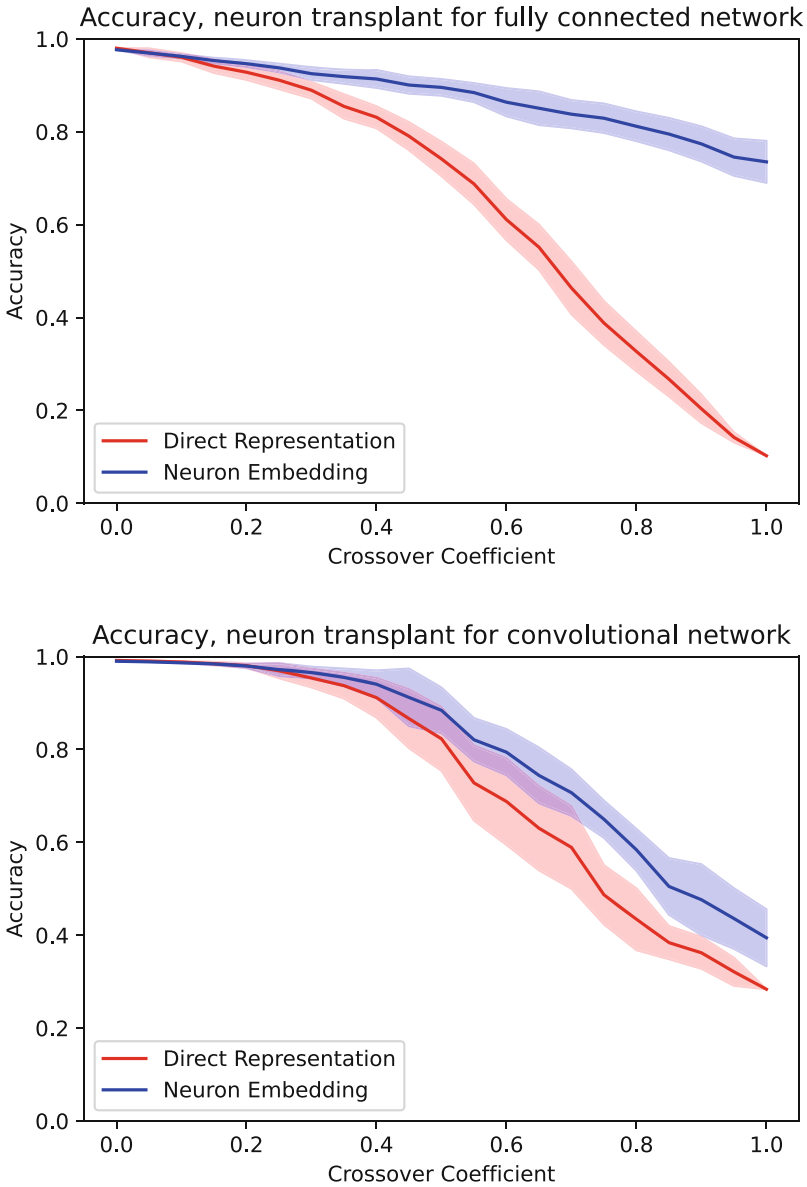 Accuracy, neuron transplant for fully connected network
1.0
0.8
0.6
0.4
0.2
0.0
Accuracy
Direct Representation
Neuron Embedding
0.0 0.2 0.4 0.6 0.8 1.0
Crossover Coefficient
Accuracy, neuron transplant for convolutional network
1.0
0.8
0.6
0.4
0.2
0.0
Accuracy
Direct Representation
Neuron Embedding
0.0 0.2 0.4 0.6 0.8 1.0
Crossover Coefficient